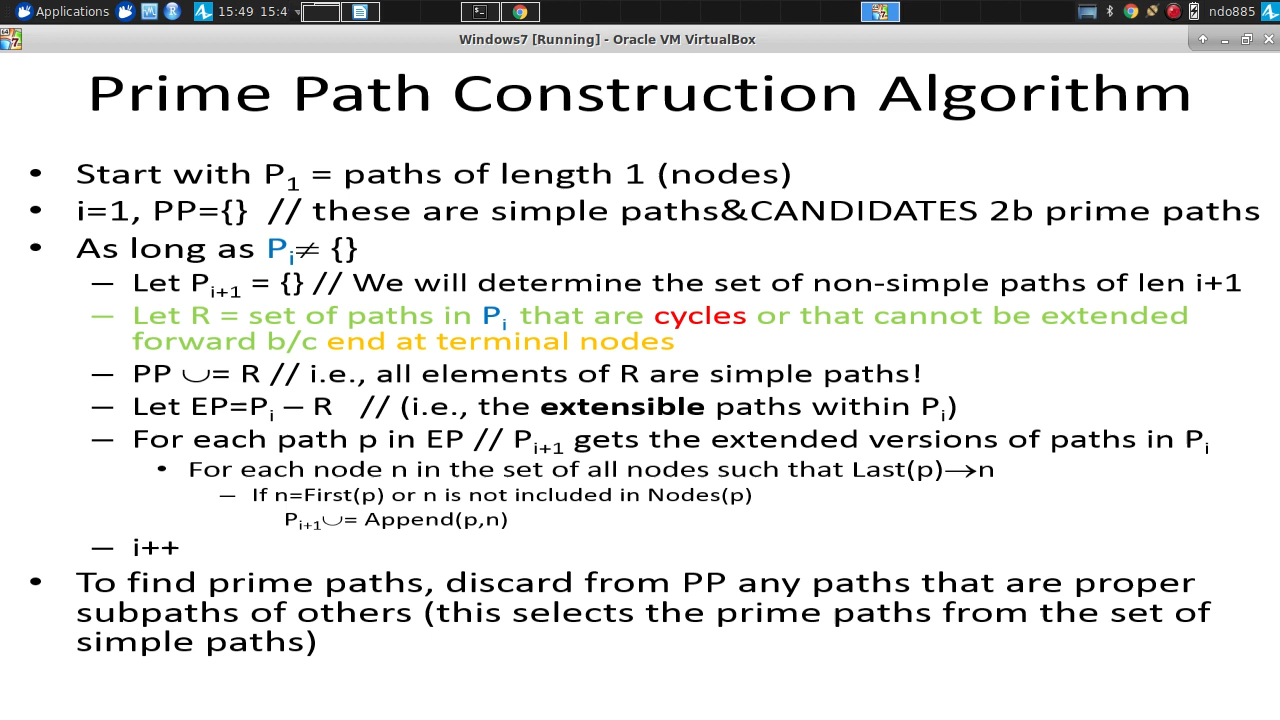 Applications 15:49 15:4 ndo885
Windows7 [Running] - Oracle VM VirtualBox
Prime Path Construction Algorithm
• Start with P1 = paths of length 1 (nodes)
• i=1, PP={} // these are simple paths&CANDIDATES 2b prime paths
• As long as Pi≠ {}
– Let Pi+1 = {} // We will determine the set of non-simple paths of len i+1
– Let R = set of paths in Pi that are cycles or that cannot be extended
forward b/c end at terminal nodes
– PP ∪= R // i.e., all elements of R are simple paths!
– Let EP=Pi – R // (i.e., the extensible paths within Pi)
– For each path p in EP // Pi+1 gets the extended versions of paths in Pi
• For each node n in the set of all nodes such that Last(p)→n
– If n=First(p) or n is not included in Nodes(p)
Pi+1∪= Append(p,n)
– i++
• To find prime paths, discard from PP any paths that are proper
subpaths of others (this selects the prime paths from the set of
simple paths)